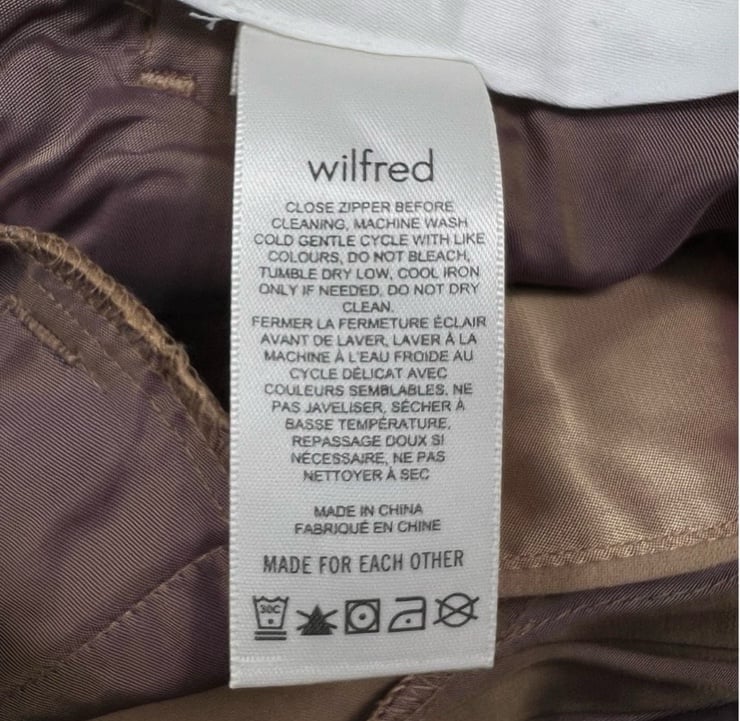 wilfred
CLOSE ZIPPER BEFORE
CLEANING, MACHINE WASH
COLD GENTLE CYCLE WITH LIKE
COLOURS, DO NOT BLEACH,
TUMBLE DRY LOW, COOL IRON
ONLY IF NEEDED, DO NOT DRY
CLEAN.
FERMER LA FERMETURE ÉCLAIR
AVANT DE LAVER, LAVER À LA
MACHINE À L'EAU FROIDE AU
CYCLE DÉLICAT AVEC
COULEURS SEMBLABLES, NE
PAS JAVELISER, SÉCHER À
BASSE TEMPÉRATURE,
REPASSAGE DOUX SI
NÉCESSAIRE, NE PAS
NETTOYER À SEC
MADE IN CHINA
FABRIQUÉ EN CHINE
MADE FOR EACH OTHER
30C